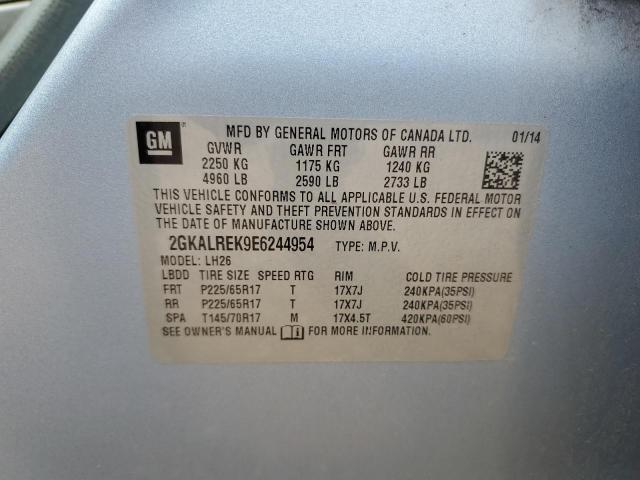 GM
MFD BY GENERAL MOTORS OF CANADA LTD. 01/14
GVWR GAWR FRT GAWR RR
2250 KG 1175 KG 1240 KG
4960 LB 2590 LB 2733 LB
THIS VEHICLE CONFORMS TO ALL APPLICABLE U.S. FEDERAL MOTOR
VEHICLE SAFETY AND THEFT PREVENTION STANDARDS IN EFFECT ON
THE DATE OF MANUFACTURE SHOWN ABOVE.
2GKALREK9E6244954 TYPE: M.P.V.
MODEL: LH26
LBDD TIRE SIZE SPEED RTG RIM COLD TIRE PRESSURE
FRT P225/65R17 T 17X7J 240KPA(35PSI)
RR P225/65R17 T 17X7J 240KPA(35PSI)
SPA T145/70R17 M 17X4.5T 420KPA(60PSI)
SEE OWNER'S MANUAL FOR MORE INFORMATION.